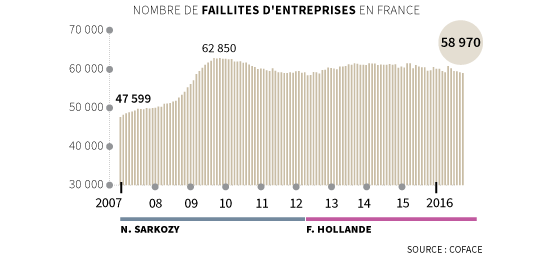 NOMBRE DE FAILLITES D'ENTREPRISES EN FRANCE
70 000
60 000
50 000
40 000
30 000
47 599
62 850
58 970
2007 08 09 10 11 12 13 14 15 2016
N. SARKOZY F. HOLLANDE
SOURCE : COFACE